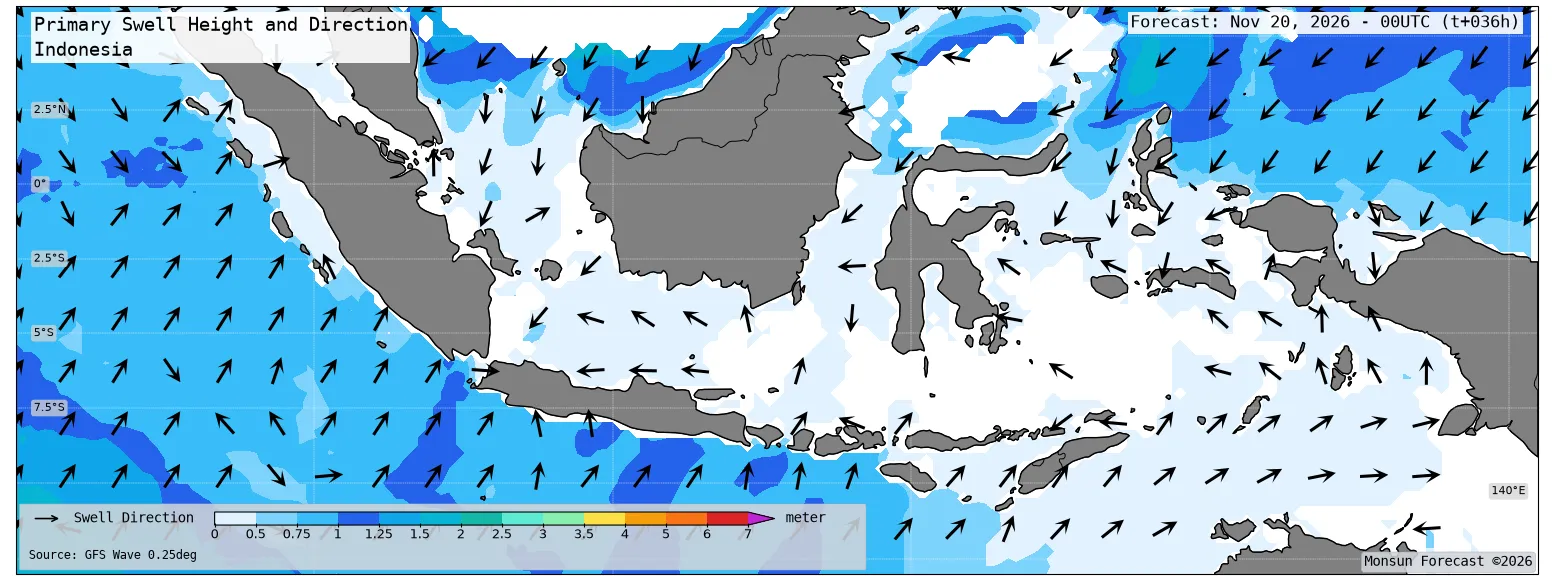 Primary Swell Height and Direction
Indonesia
Forecast: Nov 20, 2026 - 00UTC (t+036h)
2.5°N
0°
2.5°S
5°S
7.5°S
140°E
Swell Direction
meter
0 0.5 0.75 1 1.25 1.5 2 2.5 3 3.5 4 5 6 7
Source: GFS Wave 0.25deg
Monsun Forecast ©2026